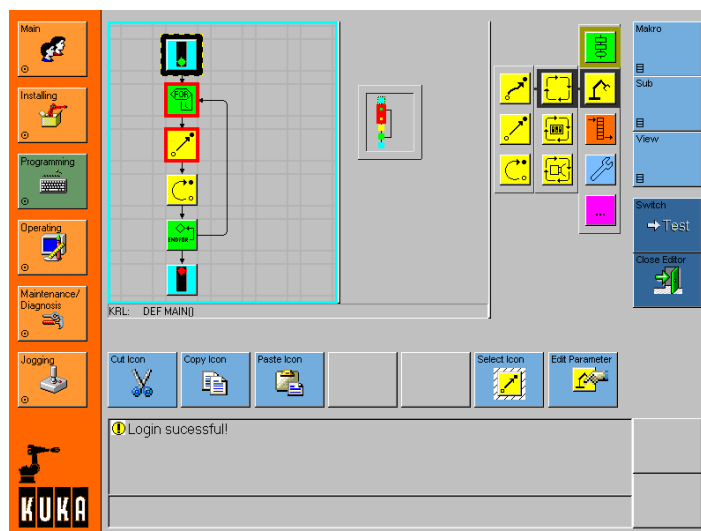 Main
Installing
Programming
Operating
Maintenance/
Diagnosis
Jogging
KUKA
FOR
ENDFOR
KRL: DEF MAIN()
...
Makro
Sub
View
Switch
Test
Close Editor
Cut Icon
Copy Icon
Paste Icon
Select Icon
Edit Parameter
Login sucessful!